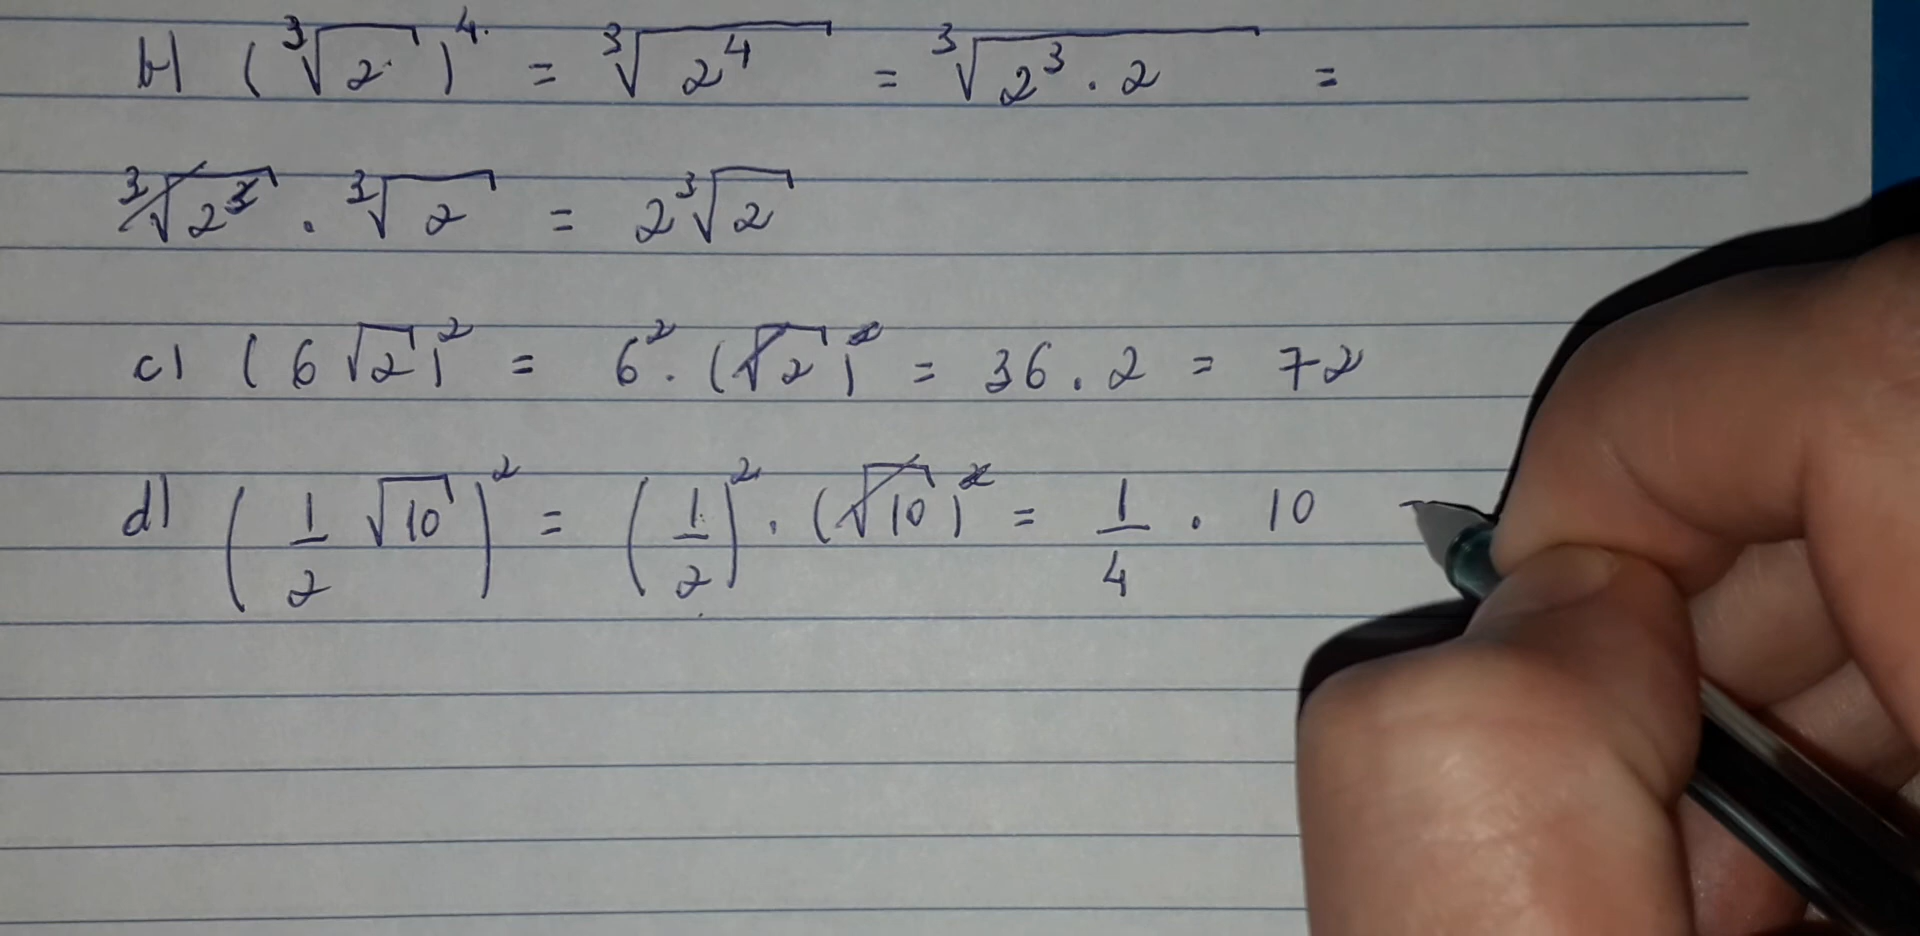 b) (∛2)⁴ = ∛2⁴ = ∛2³ · 2 =
∛2³ · ∛2 = 2∛2
c) (6√2)² = 6² · (√2)² = 36 · 2 = 72
d) (1/2 √10)² = (1/2)² · (√10)² = 1/4 · 10